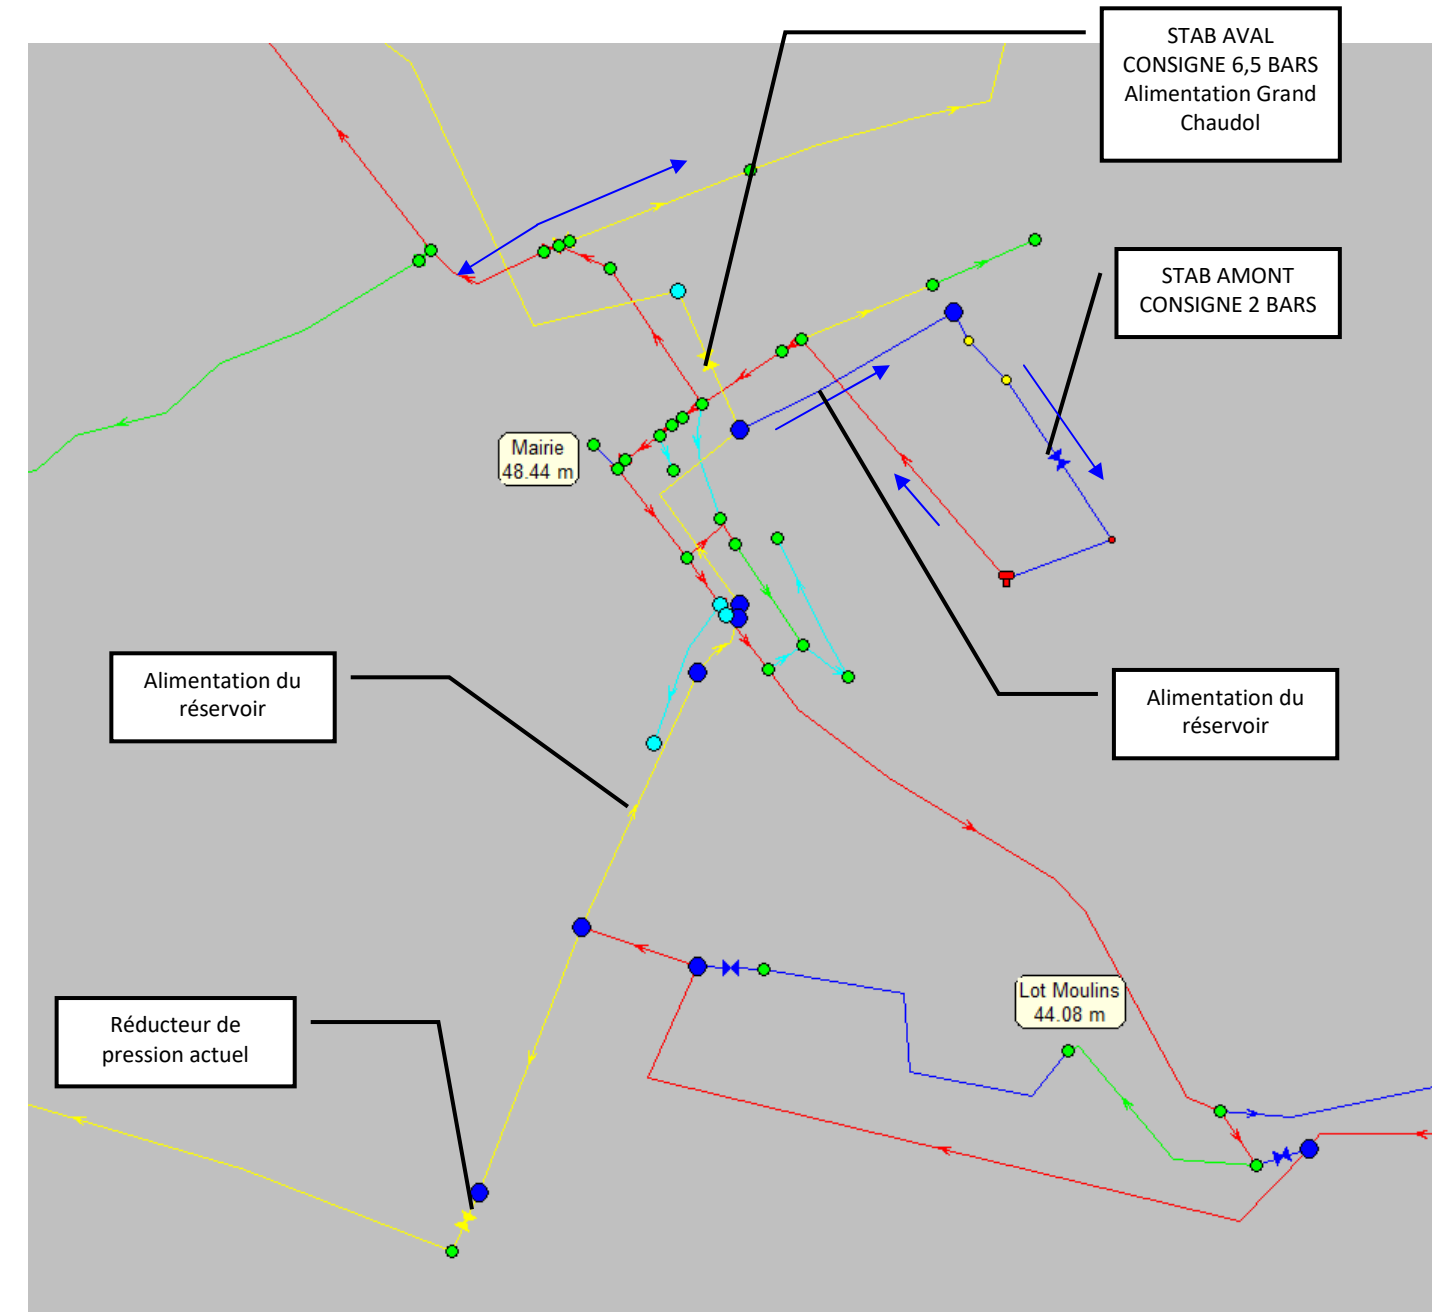 STAB AVAL
CONSIGNE 6,5 BARS
Alimentation Grand
Chaudol
STAB AMONT
CONSIGNE 2 BARS
Mairie
48.44 m
Alimentation du
réservoir
Alimentation du
réservoir
Lot Moulins
44.08 m
Réducteur de
pression actuel